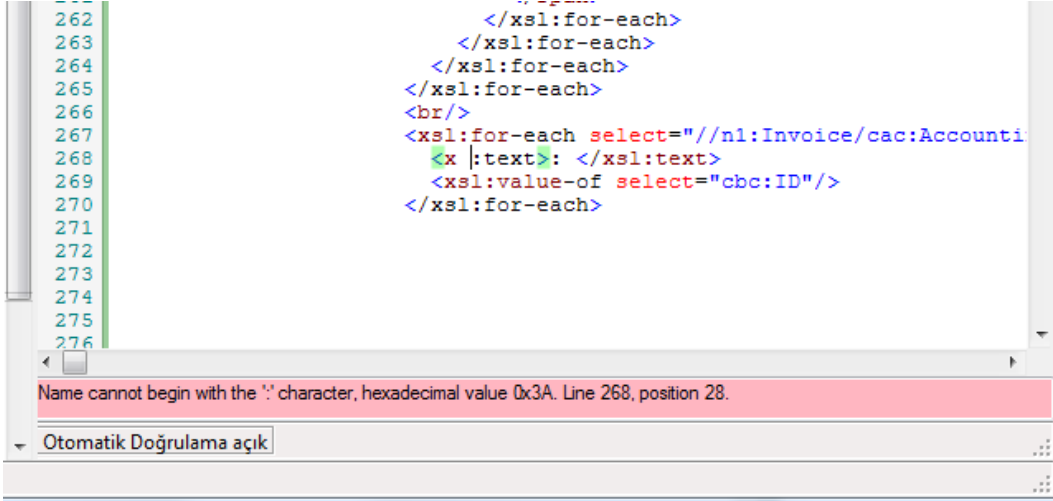 262 </xsl:for-each>
263 </xsl:for-each>
264 </xsl:for-each>
265 </xsl:for-each>
266 <br/>
267 <xsl:for-each select="//n1:Invoice/cac:Accounti
268 <x :text>: </xsl:text>
269 <xsl:value-of select="cbc:ID"/>
270 </xsl:for-each>
271
272
273
274
275
276
Name cannot begin with the ':' character, hexadecimal value 0x3A. Line 268, position 28.
Otomatik Doğrulama açık